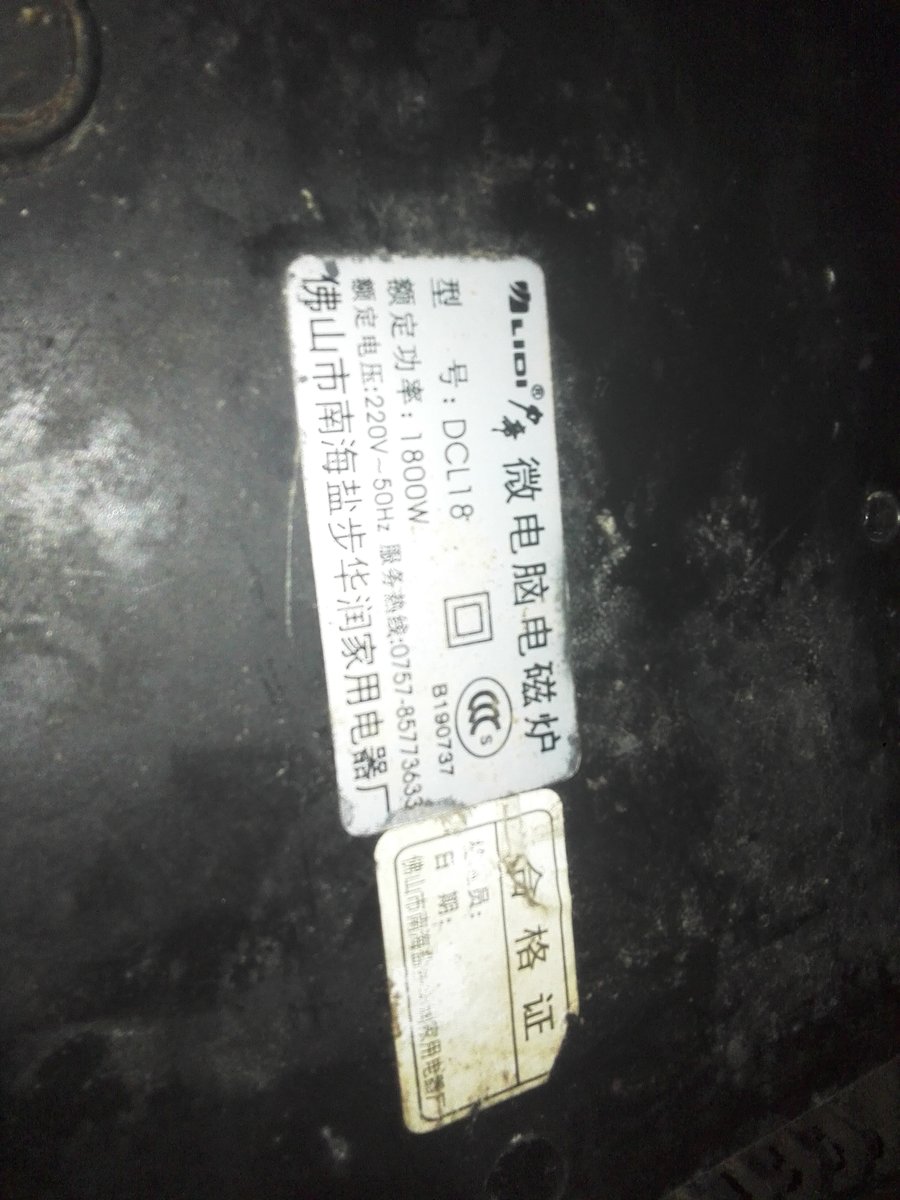 LIDI® 微电脑电磁炉
型 号：DCL18
额定功率：1800W
B190737
额定电压:220V~50Hz 服务热线:0757-85773633
佛山市南海盐步华润家用电器厂
合格证
员：
日 期：
佛山市南海盐 家用电器厂